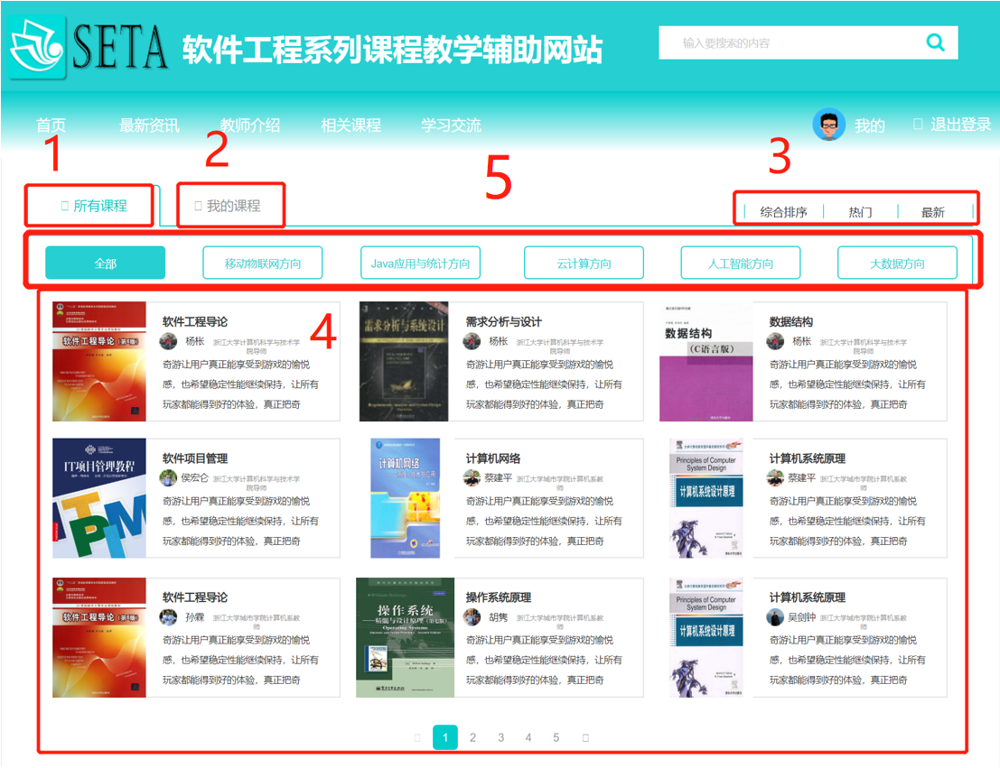 SETA 软件工程系列课程教学辅助网站
输入要搜索的内容
首页 最新资讯 教师介绍 相关课程 学习交流 我的 退出登录
1 2 5 3
所有课程 我的课程 综合排序 热门 最新
全部 移动物联网方向 Java应用与统计方向 云计算方向 人工智能方向 大数据方向
4
软件工程导论(第6版)
软件工程导论
杨枨 浙江大学计算机科学与技术学
院导师
奇游让用户真正能享受到游戏的愉悦
感，也希望稳定性能继续保持，让所有
玩家都能得到好的体验，真正把奇
需求分析与系统设计
需求分析与设计
杨枨 浙江大学计算机科学与技术学
院导师
奇游让用户真正能享受到游戏的愉悦
感，也希望稳定性能继续保持，让所有
玩家都能得到好的体验，真正把奇
数据结构
(C语言版)
数据结构
杨枨 浙江大学计算机科学与技术学
院导师
奇游让用户真正能享受到游戏的愉悦
感，也希望稳定性能继续保持，让所有
玩家都能得到好的体验，真正把奇
IT项目管理教程
ITPM
软件项目管理
侯宏仑 浙江大学计算机科学与技术学
院导师
奇游让用户真正能享受到游戏的愉悦
感，也希望稳定性能继续保持，让所有
玩家都能得到好的体验，真正把奇
计算机网络
计算机网络
蔡建平 浙江大学城市学院计算机系教
师
奇游让用户真正能享受到游戏的愉悦
感，也希望稳定性能继续保持，让所有
玩家都能得到好的体验，真正把奇
Principles of Computer
System Design
计算机系统设计原理
计算机系统原理
蔡建平 浙江大学城市学院计算机系教
师
奇游让用户真正能享受到游戏的愉悦
感，也希望稳定性能继续保持，让所有
玩家都能得到好的体验，真正把奇
软件工程导论(第6版)
软件工程导论
孙霖 浙江大学城市学院计算机系教
师
奇游让用户真正能享受到游戏的愉悦
感，也希望稳定性能继续保持，让所有
玩家都能得到好的体验，真正把奇
William Stallings
操作系统
——精髓与设计原理(第七版)
Operating Systems
操作系统原理
胡隽 浙江大学城市学院计算机系教
师
奇游让用户真正能享受到游戏的愉悦
感，也希望稳定性能继续保持，让所有
玩家都能得到好的体验，真正把奇
Principles of Computer
System Design
计算机系统设计原理
计算机系统原理
吴剑钟 浙江大学城市学院计算机系教
师
奇游让用户真正能享受到游戏的愉悦
感，也希望稳定性能继续保持，让所有
玩家都能得到好的体验，真正把奇
1 2 3 4 5